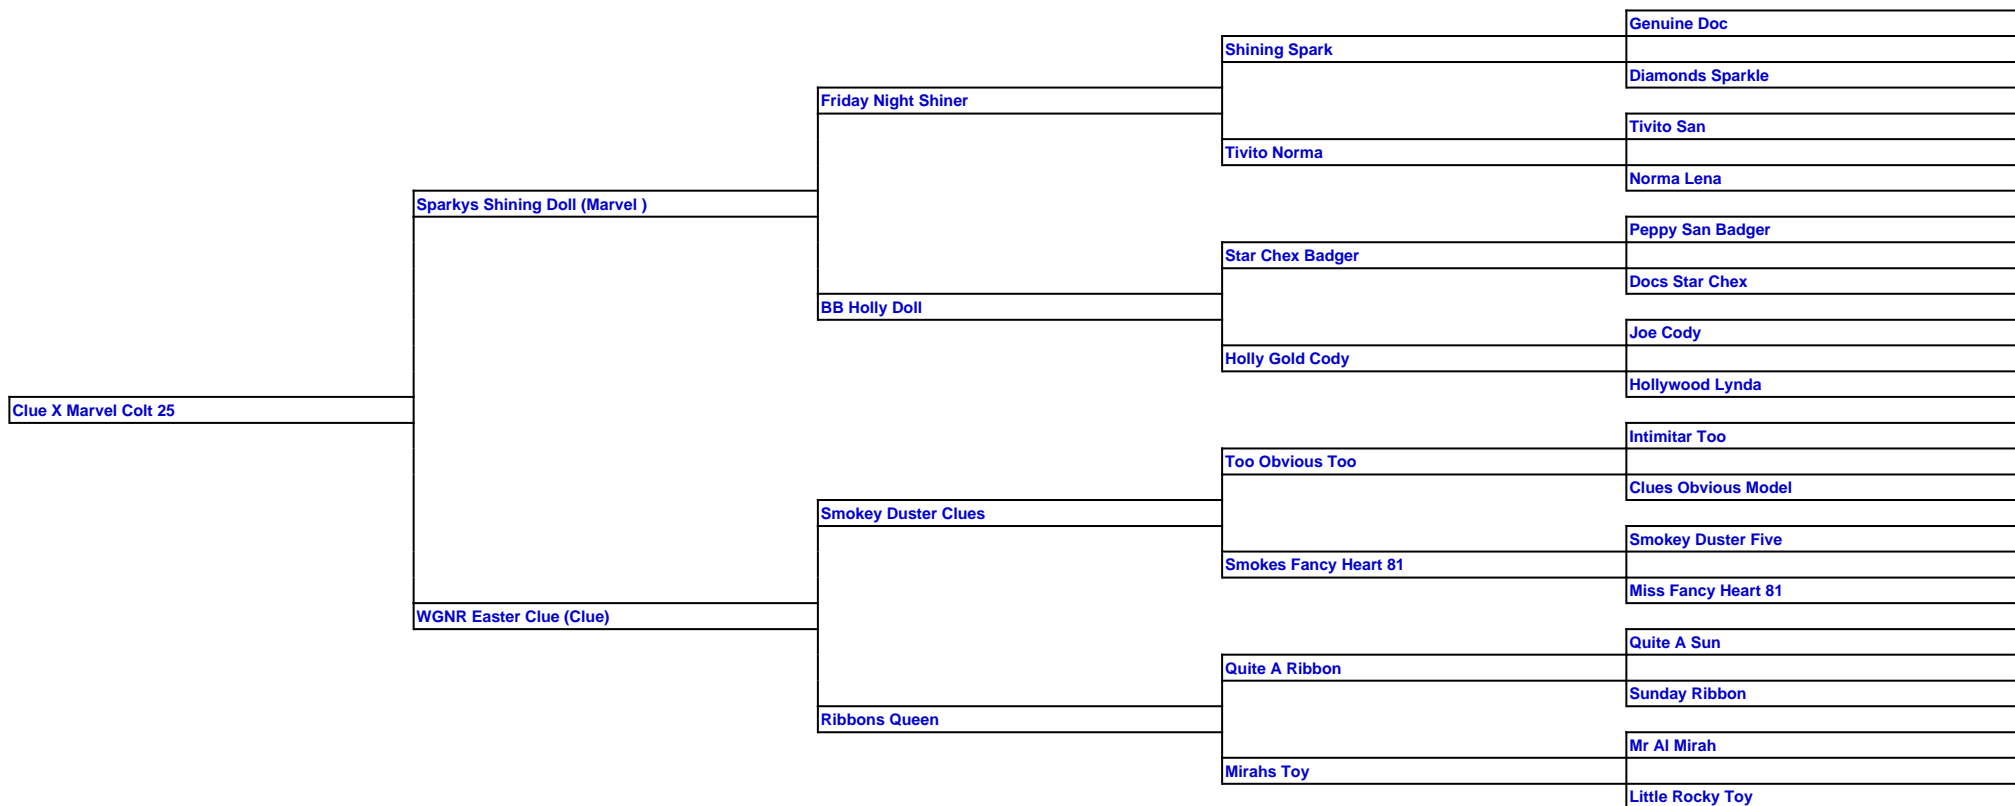 Genuine Doc
Shining Spark
Diamonds Sparkle
Friday Night Shiner
Tivito San
Tivito Norma
Norma Lena
Sparkys Shining Doll (Marvel )
Peppy San Badger
Star Chex Badger
Docs Star Chex
BB Holly Doll
Joe Cody
Holly Gold Cody
Hollywood Lynda
Clue X Marvel Colt 25
Intimitar Too
Too Obvious Too
Clues Obvious Model
Smokey Duster Clues
Smokey Duster Five
Smokes Fancy Heart 81
Miss Fancy Heart 81
WGNR Easter Clue (Clue)
Quite A Sun
Quite A Ribbon
Sunday Ribbon
Ribbons Queen
Mr Al Mirah
Mirahs Toy
Little Rocky Toy